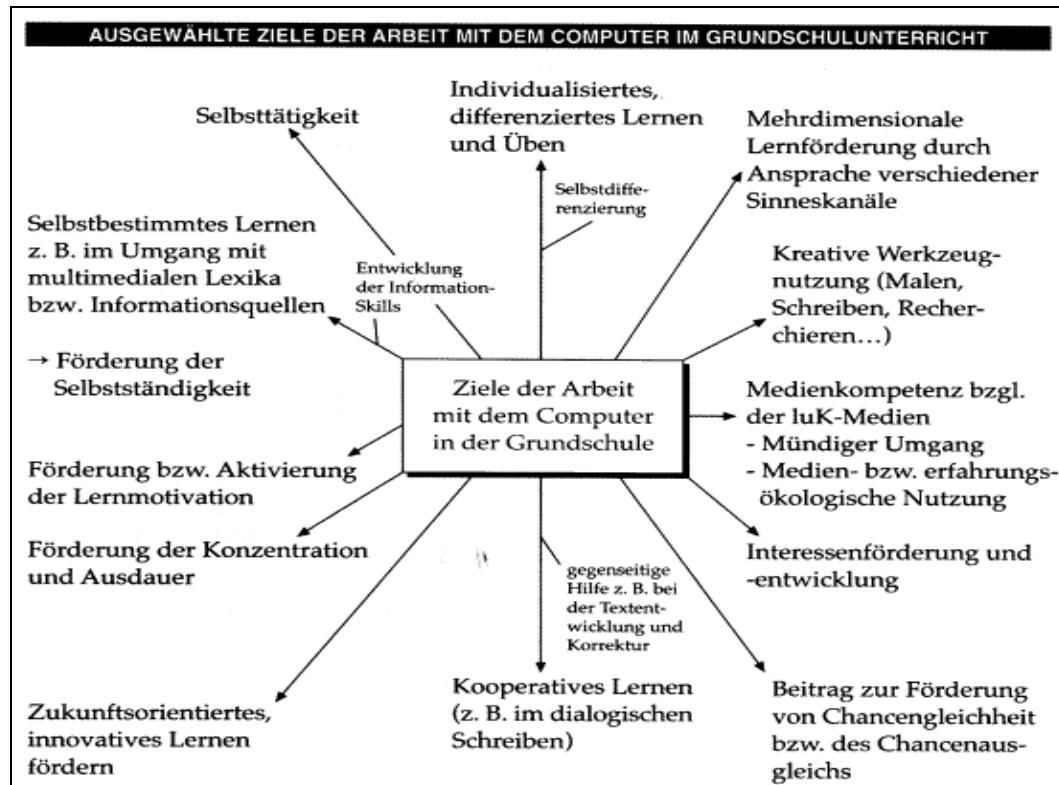 AUSGEWÄHLTE ZIELE DER ARBEIT MIT DEM COMPUTER IM GRUNDSCHULUNTERRICHT
Selbsttätigkeit
Individualisiertes,
differenziertes Lernen
und Üben
Selbstdiffe-
renzierung
Mehrdimensionale
Lernförderung durch
Ansprache verschiedener
Sinneskanäle
Selbstbestimmtes Lernen
z. B. im Umgang mit
multimedialen Lexika
bzw. Informationsquellen
→ Förderung der
Selbstständigkeit
Entwicklung
der Information-
Skills
Kreative Werkzeug-
nutzung (Malen,
Schreiben, Recher-
chieren…)
Ziele der Arbeit
mit dem Computer
in der Grundschule
Medienkompetenz bzgl.
der luK-Medien
- Mündiger Umgang
- Medien- bzw. erfahrungs-
ökologische Nutzung
Förderung bzw. Aktivierung
der Lernmotivation
Förderung der Konzentration
und Ausdauer
Interessenförderung und
-entwicklung
gegenseitige
Hilfe z. B. bei
der Textent-
wicklung und
Korrektur
Zukunftsorientiertes,
innovatives Lernen
fördern
Kooperatives Lernen
(z. B. im dialogischen
Schreiben)
Beitrag zur Förderung
von Chancengleichheit
bzw. des Chancenaus-
gleichs